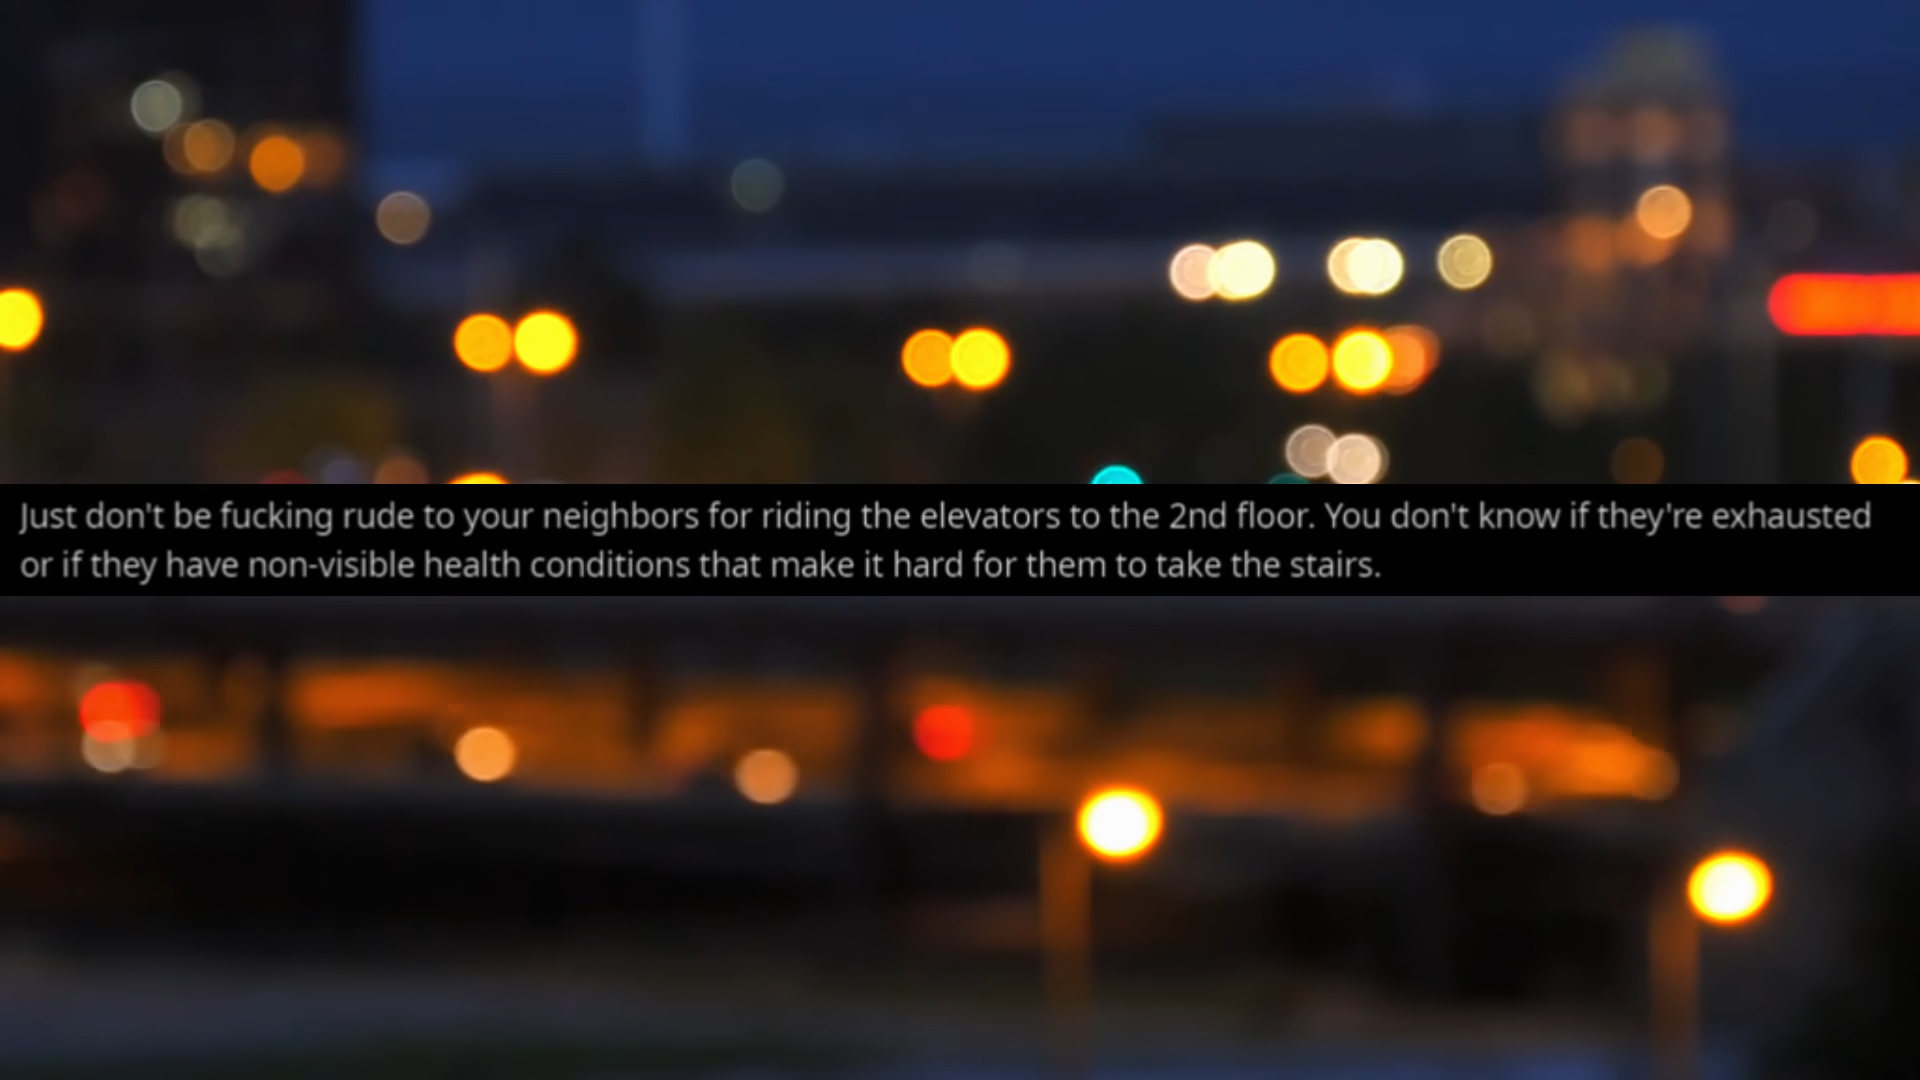 Just don't be fucking rude to your neighbors for riding the elevators to the 2nd floor. You don't know if they're exhausted
or if they have non-visible health conditions that make it hard for them to take the stairs.